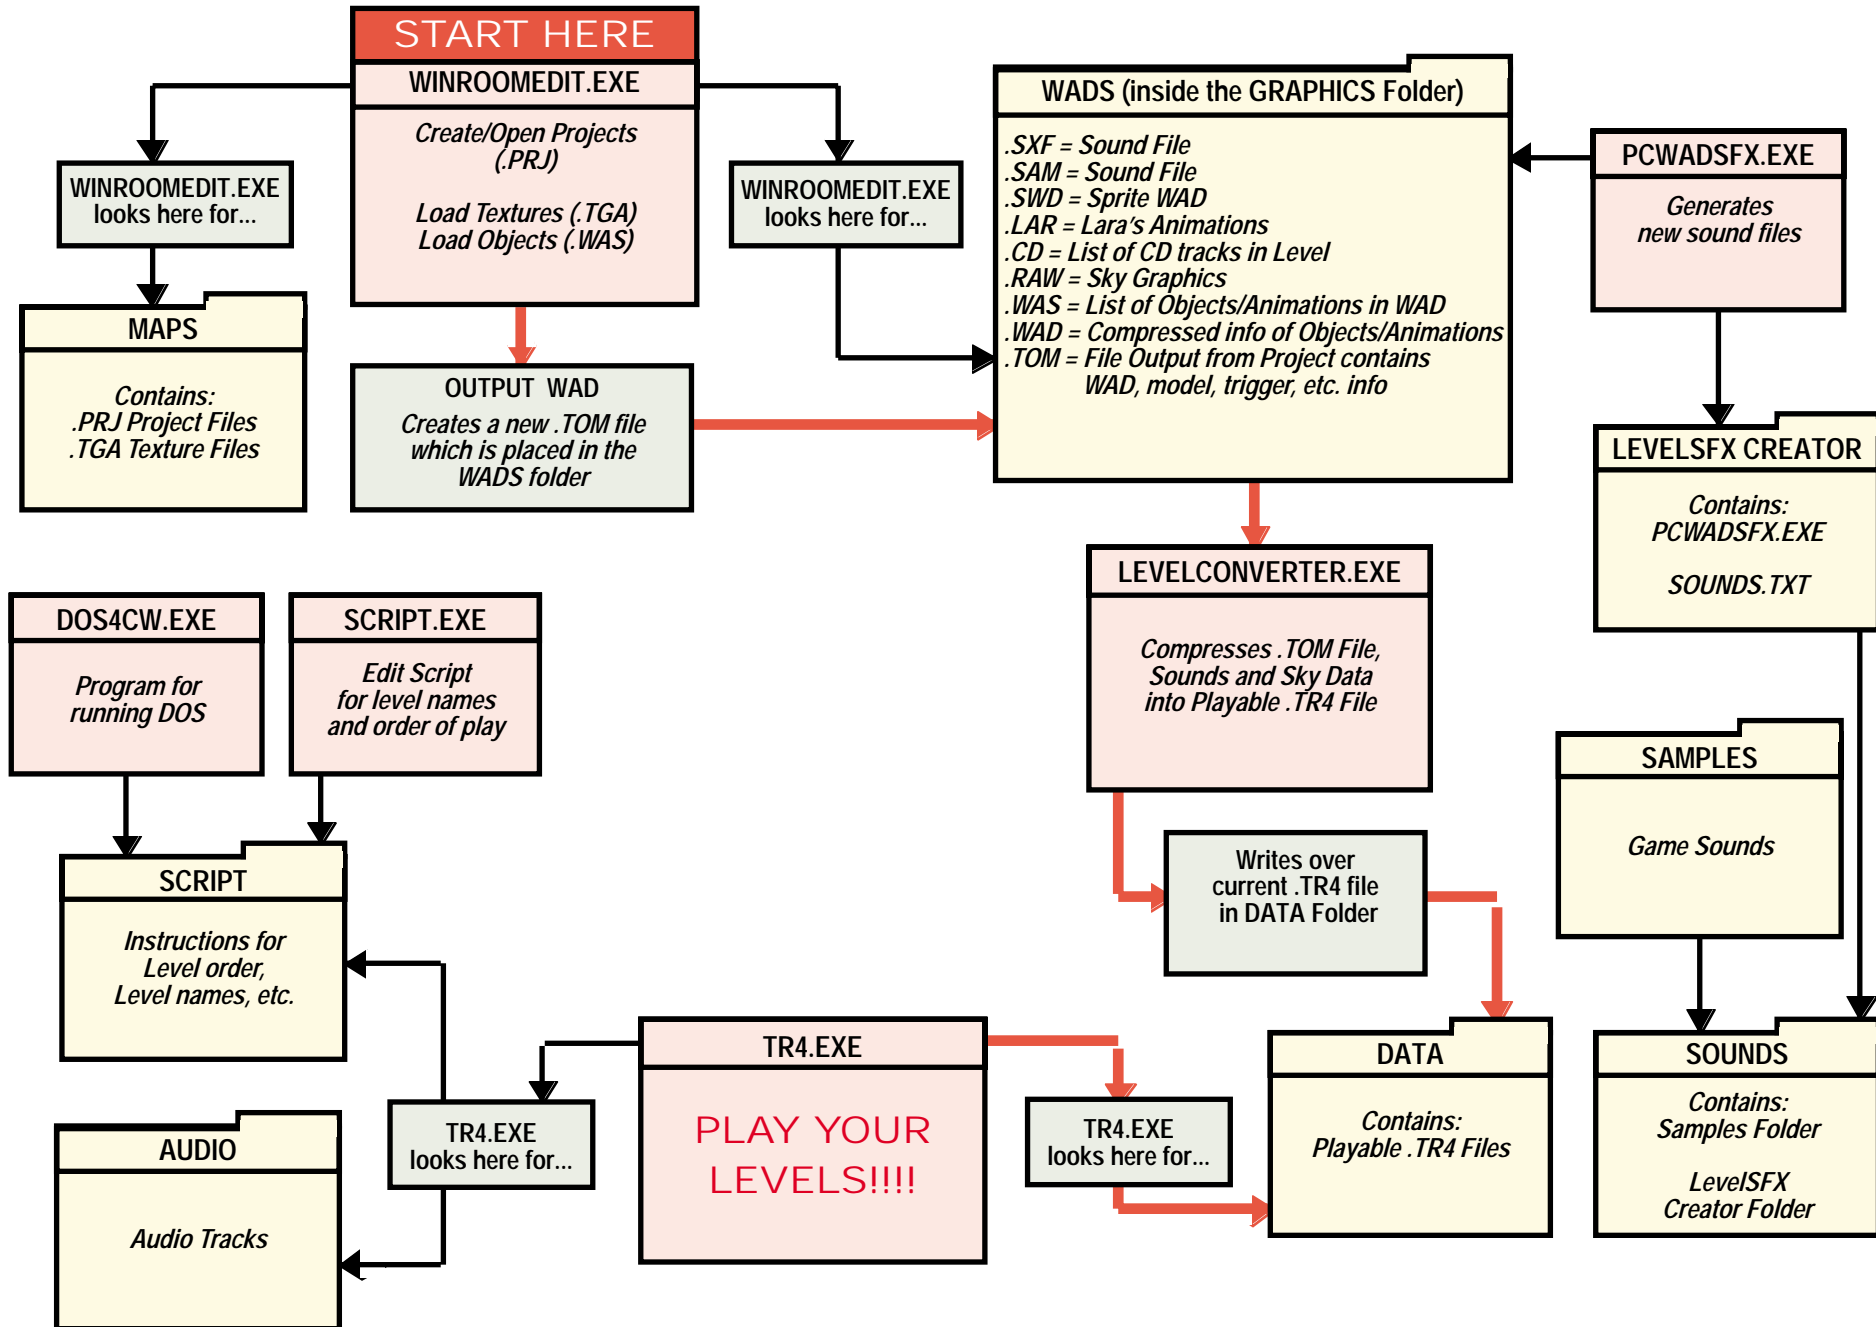 START HERE
WINROOMEDIT.EXE
Create/Open Projects
(.PRJ)
Load Textures (.TGA)
Load Objects (.WAS)
WINROOMEDIT.EXE
looks here for...
MAPS
Contains:
.PRJ Project Files
.TGA Texture Files
WINROOMEDIT.EXE
looks here for...
OUTPUT WAD
Creates a new .TOM file
which is placed in the
WADS folder
WADS (inside the GRAPHICS Folder)
.SXF = Sound File
.SAM = Sound File
.SWD = Sprite WAD
.LAR = Lara's Animations
.CD = List of CD tracks in Level
.RAW = Sky Graphics
.WAS = List of Objects/Animations in WAD
.WAD = Compressed info of Objects/Animations
.TOM = File Output from Project contains
WAD, model, trigger, etc. info
PCWADSFX.EXE
Generates
new sound files
LEVELSFX CREATOR
Contains:
PCWADSFX.EXE
SOUNDS.TXT
LEVELCONVERTER.EXE
Compresses .TOM File,
Sounds and Sky Data
into Playable .TR4 File
DOS4CW.EXE
Program for
running DOS
SCRIPT.EXE
Edit Script
for level names
and order of play
SCRIPT
Instructions for
Level order,
Level names, etc.
SAMPLES
Game Sounds
Writes over
current .TR4 file
in DATA Folder
AUDIO
Audio Tracks
TR4.EXE
looks here for...
TR4.EXE
PLAY YOUR
LEVELS!!!!
TR4.EXE
looks here for...
DATA
Contains:
Playable .TR4 Files
SOUNDS
Contains:
Samples Folder
LevelSFX
Creator Folder